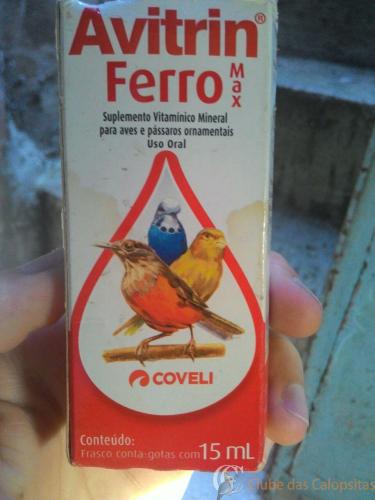 Avitrin®
Ferro Max
Suplemento Vitamínico Mineral
para aves e pássaros ornamentais
Uso Oral
COVELI
Conteúdo:
Frasco conta-gotas com 15 mL
Clube das Calopsitas